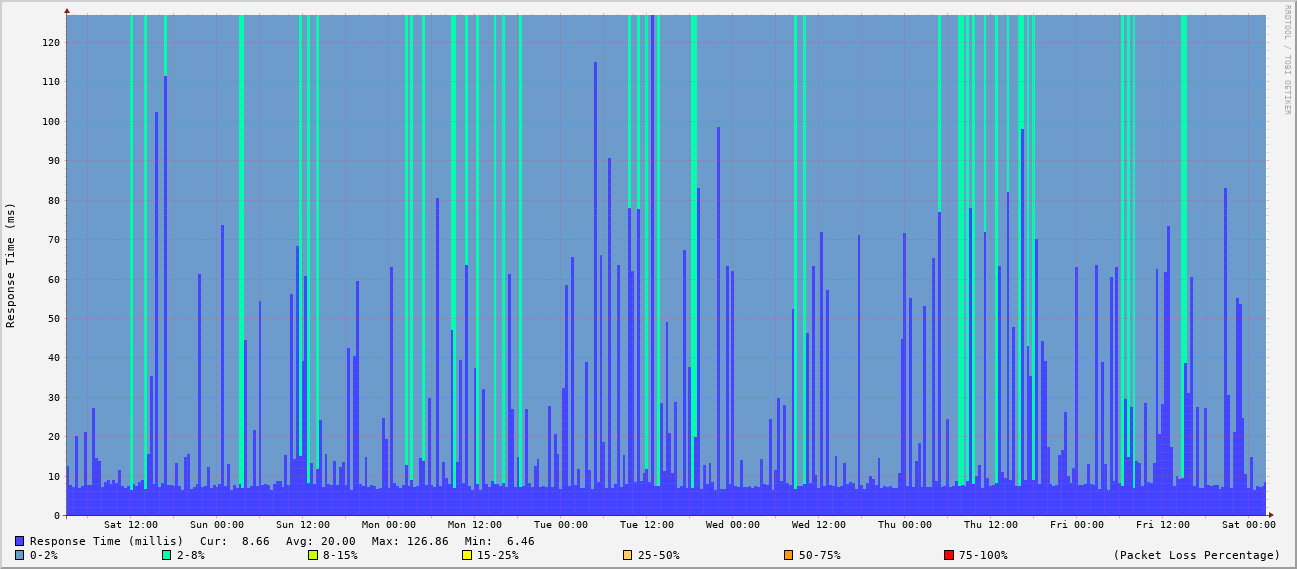 RRDTOOL / TOBI OETIKER
Response Time (ms)
120
110
100
90
80
70
60
50
40
30
20
10
0
Sat 12:00 Sun 00:00 Sun 12:00 Mon 00:00 Mon 12:00 Tue 00:00 Tue 12:00 Wed 00:00 Wed 12:00 Thu 00:00 Thu 12:00 Fri 00:00 Fri 12:00 Sat 00:00
Response Time (millis) Cur: 8.66 Avg: 20.00 Max: 126.86 Min: 6.46
0-2% 2-8% 8-15% 15-25% 25-50% 50-75% 75-100% (Packet Loss Percentage)